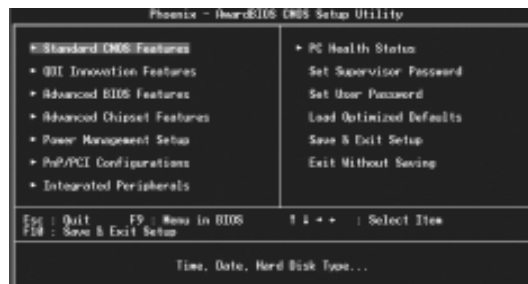 Phoenix - AwardBIOS CMOS Setup Utility
Standard CMOS Features
QDI Innovation Features
Advanced BIOS Features
Advanced Chipset Features
Power Management Setup
PnP/PCI Configurations
Integrated Peripherals
PC Health Status
Set Supervisor Password
Set User Password
Load Optimized Defaults
Save & Exit Setup
Exit Without Saving
Esc : Quit F9 : Menu in BIOS ↑ ↓ → ← : Select Item
F10 : Save & Exit Setup
Time, Date, Hard Disk Type...